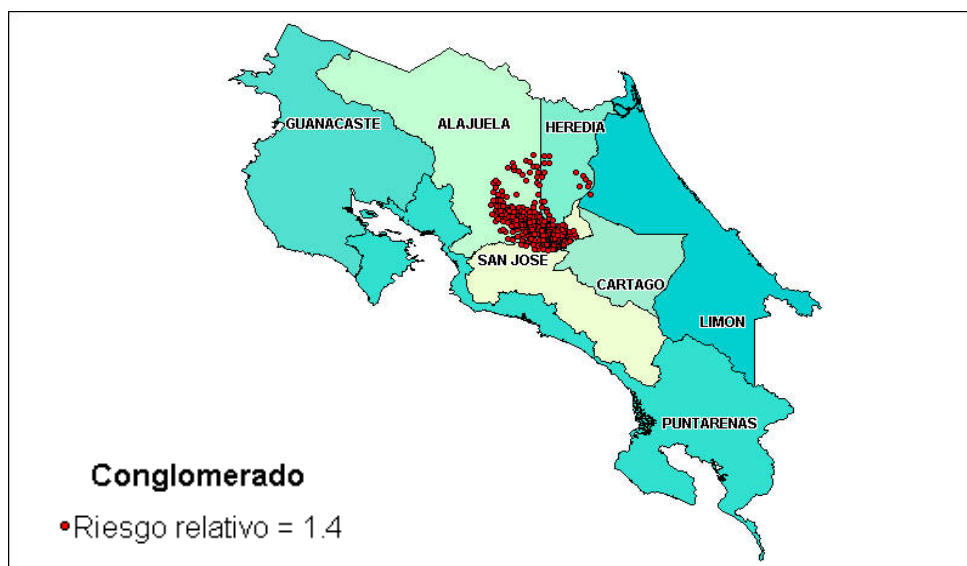 GUANACASTE
ALAJUELA
HEREDIA
SAN JOSE
CARTAGO
LIMON
PUNTARENAS
Conglomerado
Riesgo relativo = 1.4